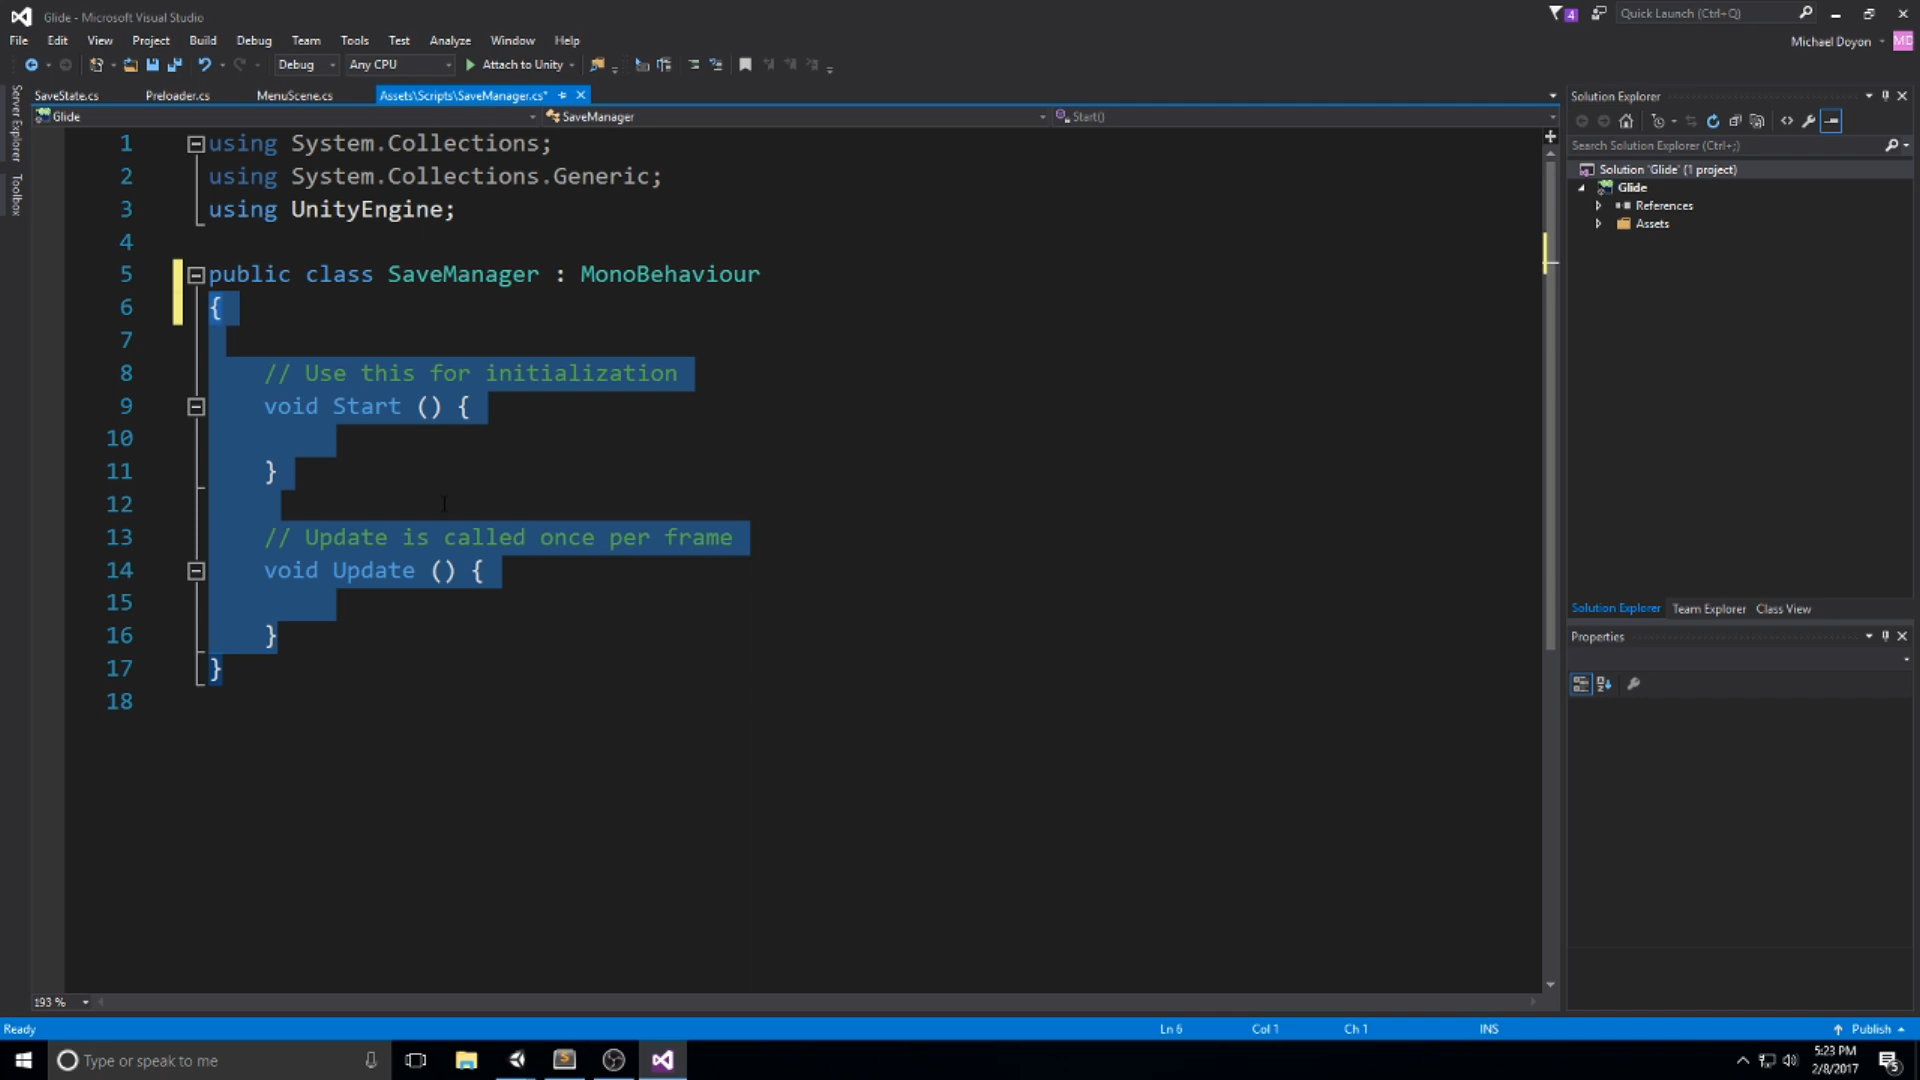 Glide - Microsoft Visual Studio
4
Quick Launch (Ctrl+Q)
File Edit View Project Build Debug Team Tools Test Analyze Window Help
Michael Doyon
MD
Debug
Any CPU
Attach to Unity
Server Explorer
Toolbox
SaveState.cs
Preloader.cs
MenuScene.cs
Assets\Scripts\SaveManager.cs*
Glide
SaveManager
Start()
1 using System.Collections;
2 using System.Collections.Generic;
3 using UnityEngine;
4
5 public class SaveManager : MonoBehaviour
6 {
7
8 // Use this for initialization
9 void Start () {
10
11 }
12
13 // Update is called once per frame
14 void Update () {
15
16 }
17 }
18
193 %
Solution Explorer
Search Solution Explorer (Ctrl+;)
Solution 'Glide' (1 project)
Glide
References
Assets
Solution Explorer Team Explorer Class View
Properties
Ready
Ln 6
Col 1
Ch 1
INS
Publish
Type or speak to me
5:23 PM
2/8/2017
5